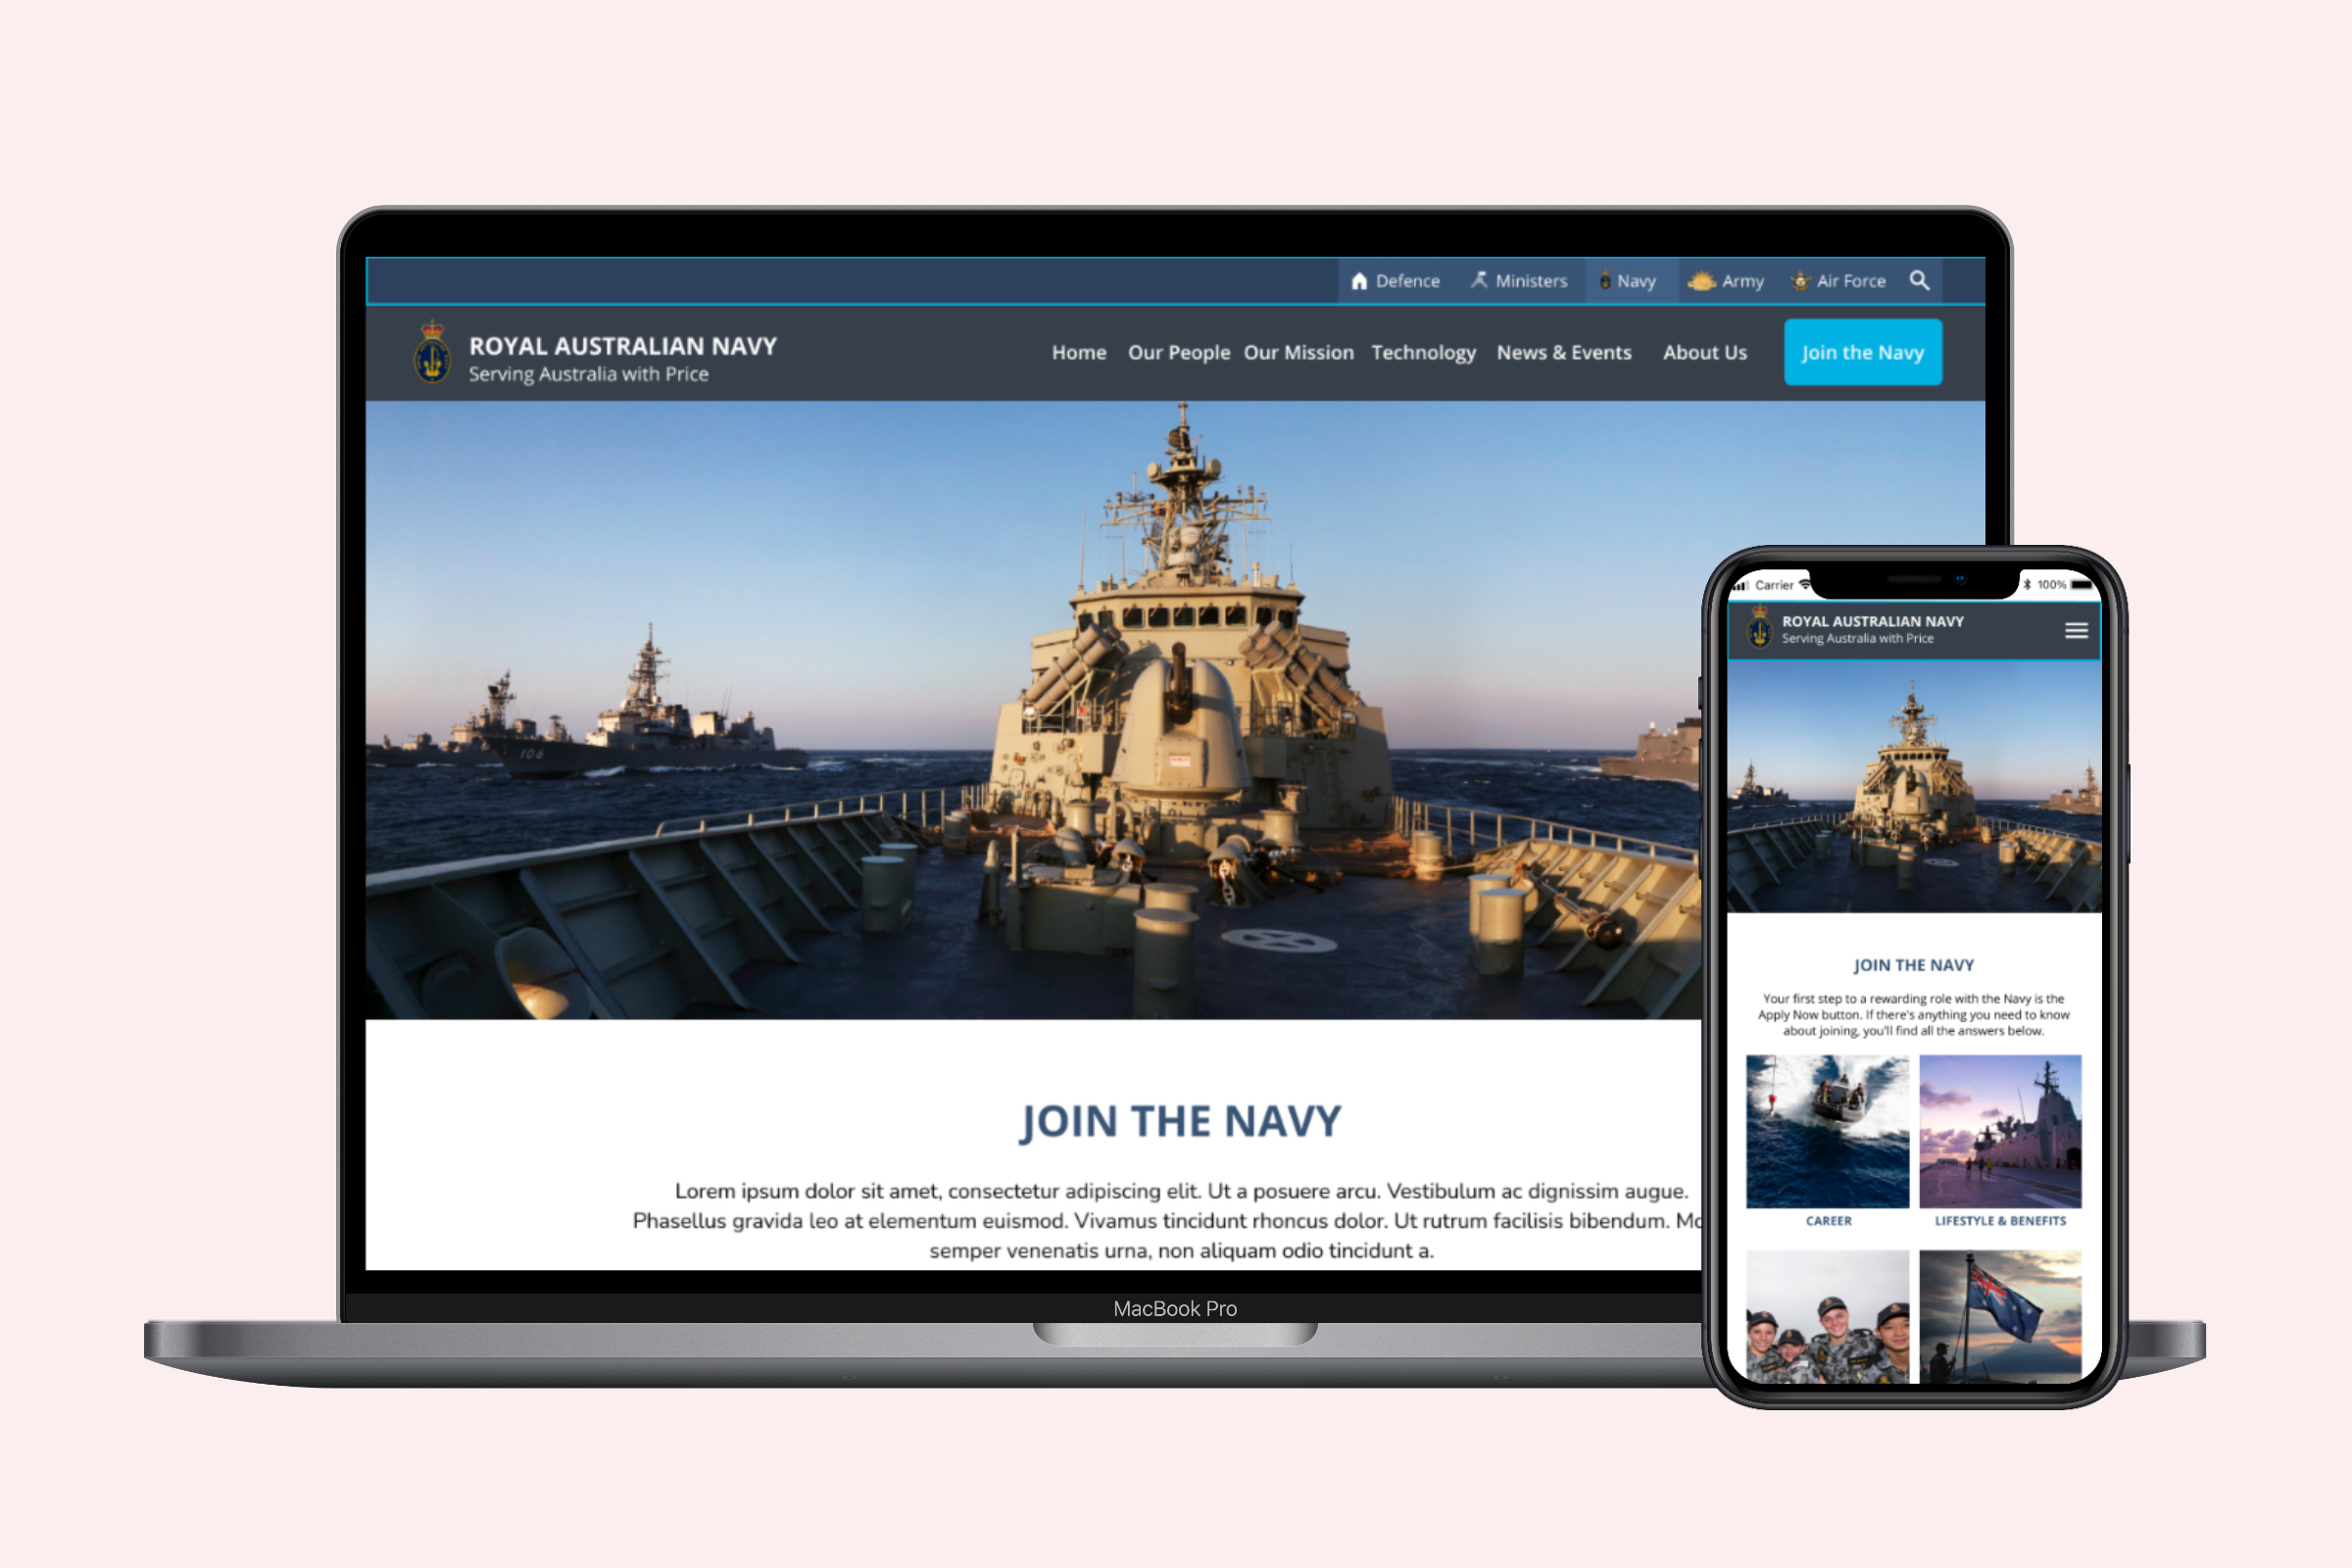 Defence Ministers Navy Army Air Force
ROYAL AUSTRALIAN NAVY
Serving Australia with Price
Home Our People Our Mission Technology News & Events About Us Join the Navy
106
JOIN THE NAVY
Lorem ipsum dolor sit amet, consectetur adipiscing elit. Ut a posuere arcu. Vestibulum ac dignissim augue.
Phasellus gravida leo at elementum euismod. Vivamus tincidunt rhoncus dolor. Ut rutrum facilisis bibendum. Mo
semper venenatis urna, non aliquam odio tincidunt a.
MacBook Pro
Carrier 100%
ROYAL AUSTRALIAN NAVY
Serving Australia with Price
JOIN THE NAVY
Your first step to a rewarding role with the Navy is the
Apply Now button. If there's anything you need to know
about joining, you'll find all the answers below.
CAREER LIFESTYLE & BENEFITS